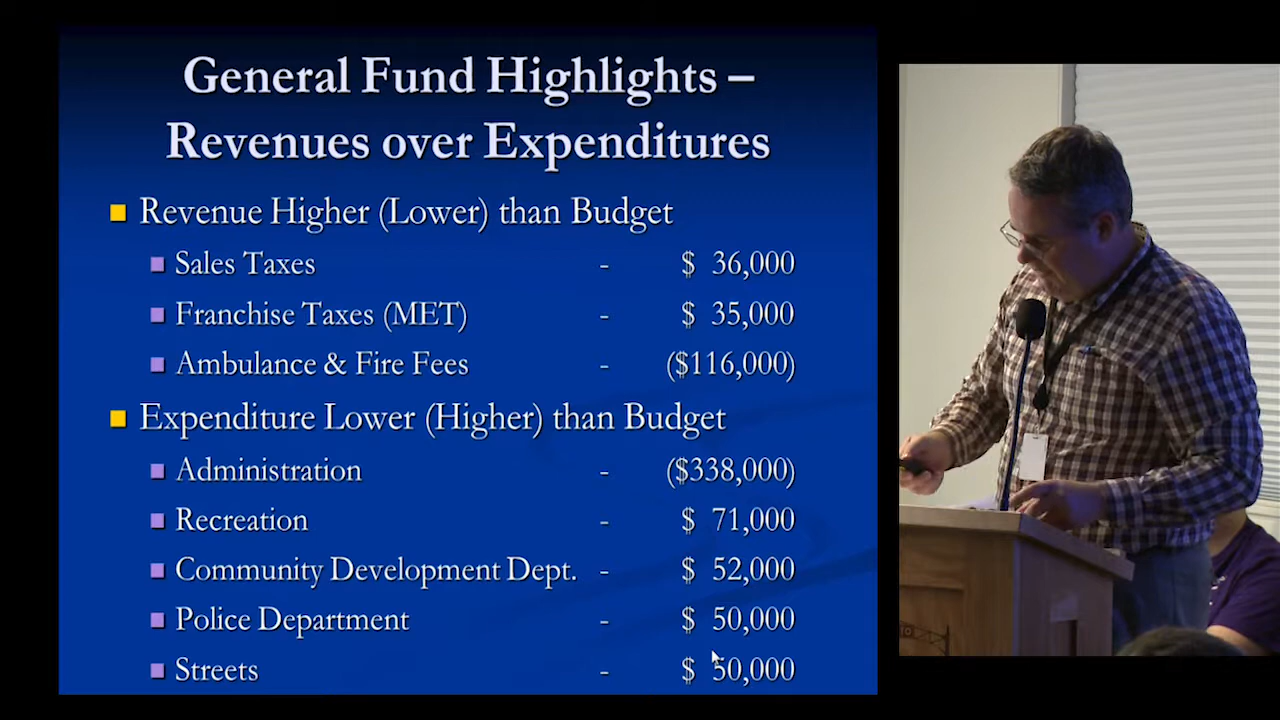 General Fund Highlights –
Revenues over Expenditures
Revenue Higher (Lower) than Budget
Sales Taxes - $ 36,000
Franchise Taxes (MET) - $ 35,000
Ambulance & Fire Fees - ($116,000)
Expenditure Lower (Higher) than Budget
Administration - ($338,000)
Recreation - $ 71,000
Community Development Dept. - $ 52,000
Police Department - $ 50,000
Streets - $ 50,000